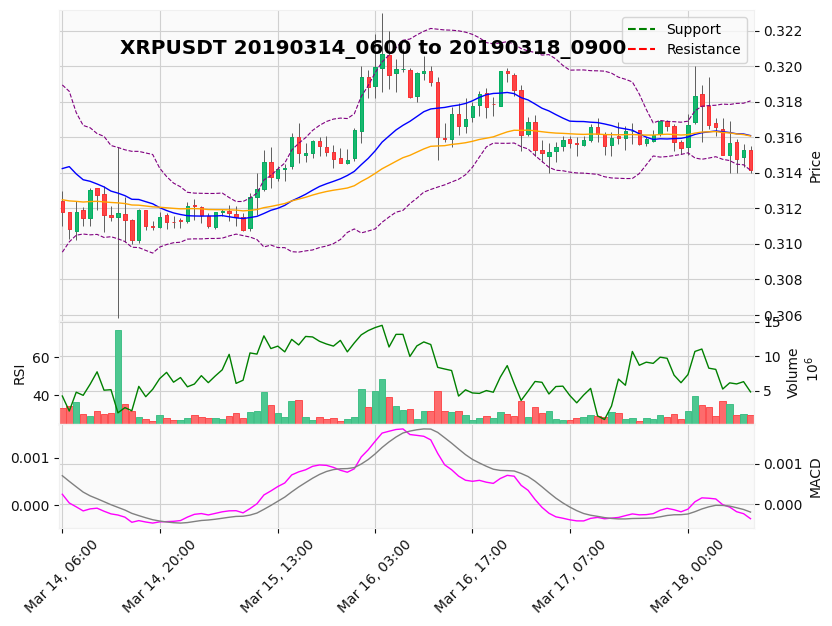 XRPUSDT 20190314_0600 to 20190318_0900
Support
Resistance
0.322
0.320
0.318
0.316
0.314
0.312
0.310
0.308
0.306
Price
60
40
RSI
15
10
5
Volume
10^6
0.001
0.000
0.001
0.000
MACD
Mar 14, 06:00
Mar 14, 20:00
Mar 15, 13:00
Mar 16, 03:00
Mar 16, 17:00
Mar 17, 07:00
Mar 18, 00:00